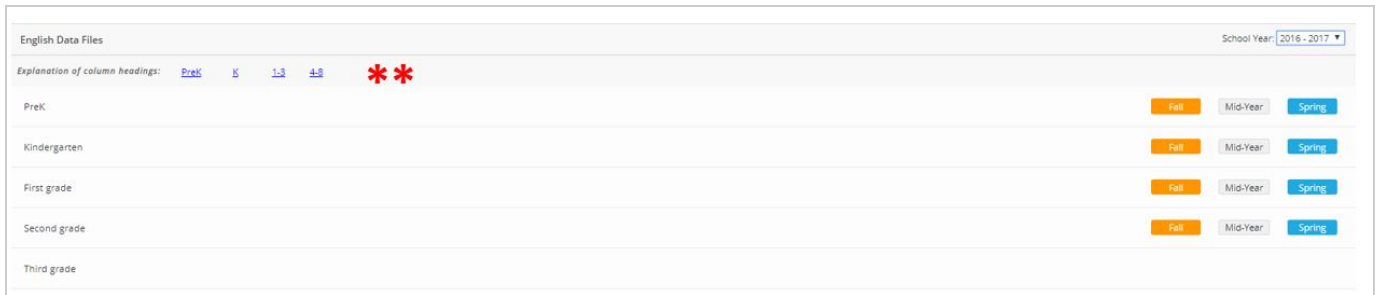 English Data Files School Year: 2016 - 2017
Explanation of column headings: PreK K 1-3 4-8 **
PreK Fall Mid-Year Spring
Kindergarten Fall Mid-Year Spring
First grade Fall Mid-Year Spring
Second grade Fall Mid-Year Spring
Third grade